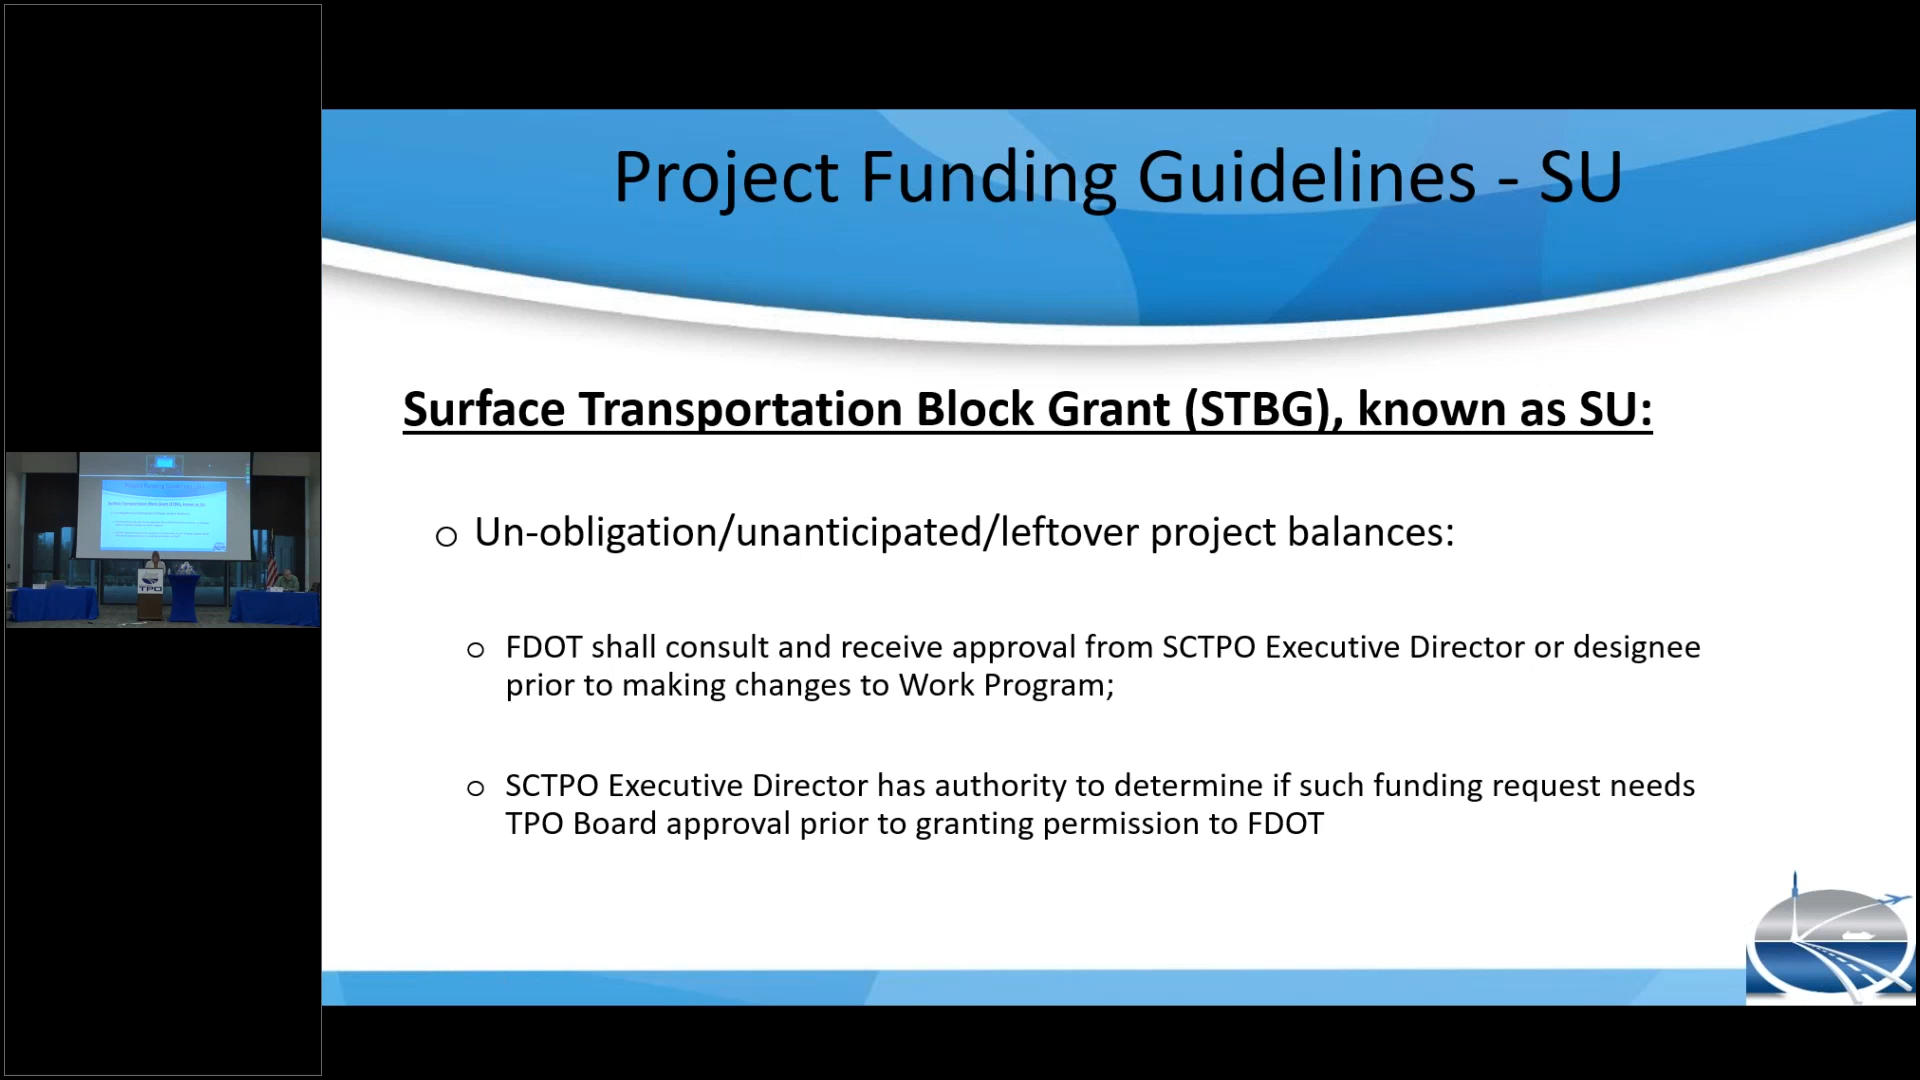 Project Funding Guidelines - SU
Surface Transportation Block Grant (STBG), known as SU:
Un-obligation/unanticipated/leftover project balances:
FDOT shall consult and receive approval from SCTPO Executive Director or designee
prior to making changes to Work Program;
SCTPO Executive Director has authority to determine if such funding request needs
TPO Board approval prior to granting permission to FDOT
TPO